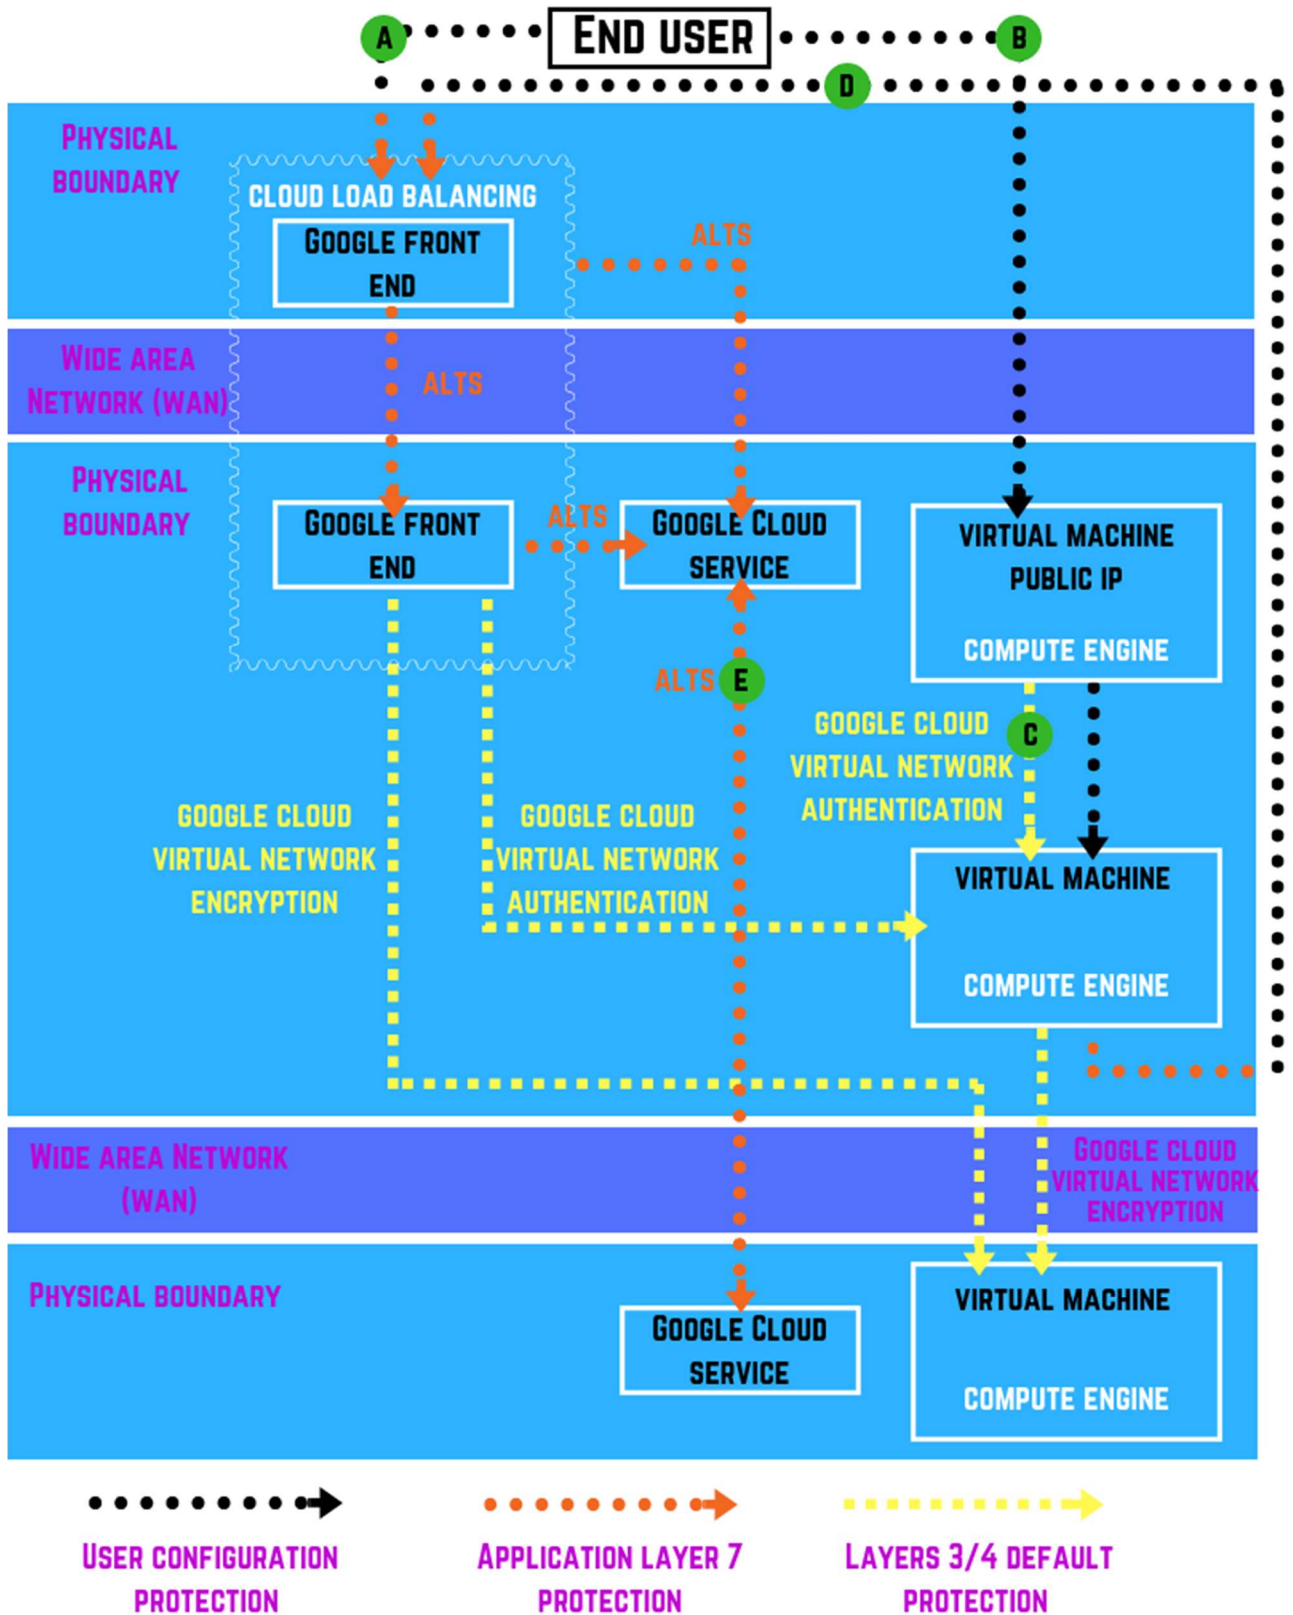 End user
A
B
D
Physical
boundary
Cloud load balancing
Google front
end
ALTS
Wide area
Network (WAN)
ALTS
Physical
boundary
Google front
end
ALTS
Google Cloud
service
Virtual machine
public IP
Compute Engine
ALTS
E
Google cloud
virtual network
authentication
C
Google cloud
virtual network
encryption
Google cloud
virtual network
authentication
Virtual machine
Compute Engine
Wide area Network
(WAN)
Google cloud
virtual network
encryption
Physical boundary
Google Cloud
service
Virtual machine
Compute Engine
User configuration
protection
Application layer 7
protection
Layers 3/4 default
protection